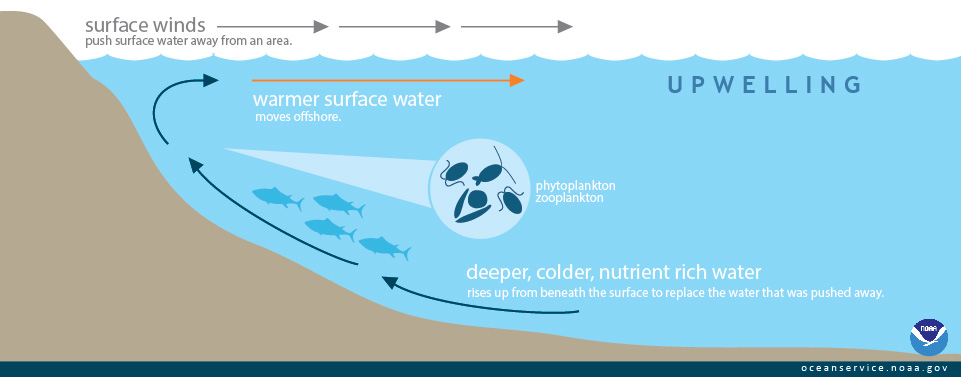 surface winds
push surface water away from an area.
UPWELLING
warmer surface water
moves offshore.
phytoplankton
zooplankton
deeper, colder, nutrient rich water
rises up from beneath the surface to replace the water that was pushed away.
noaa
oceanservice.noaa.gov